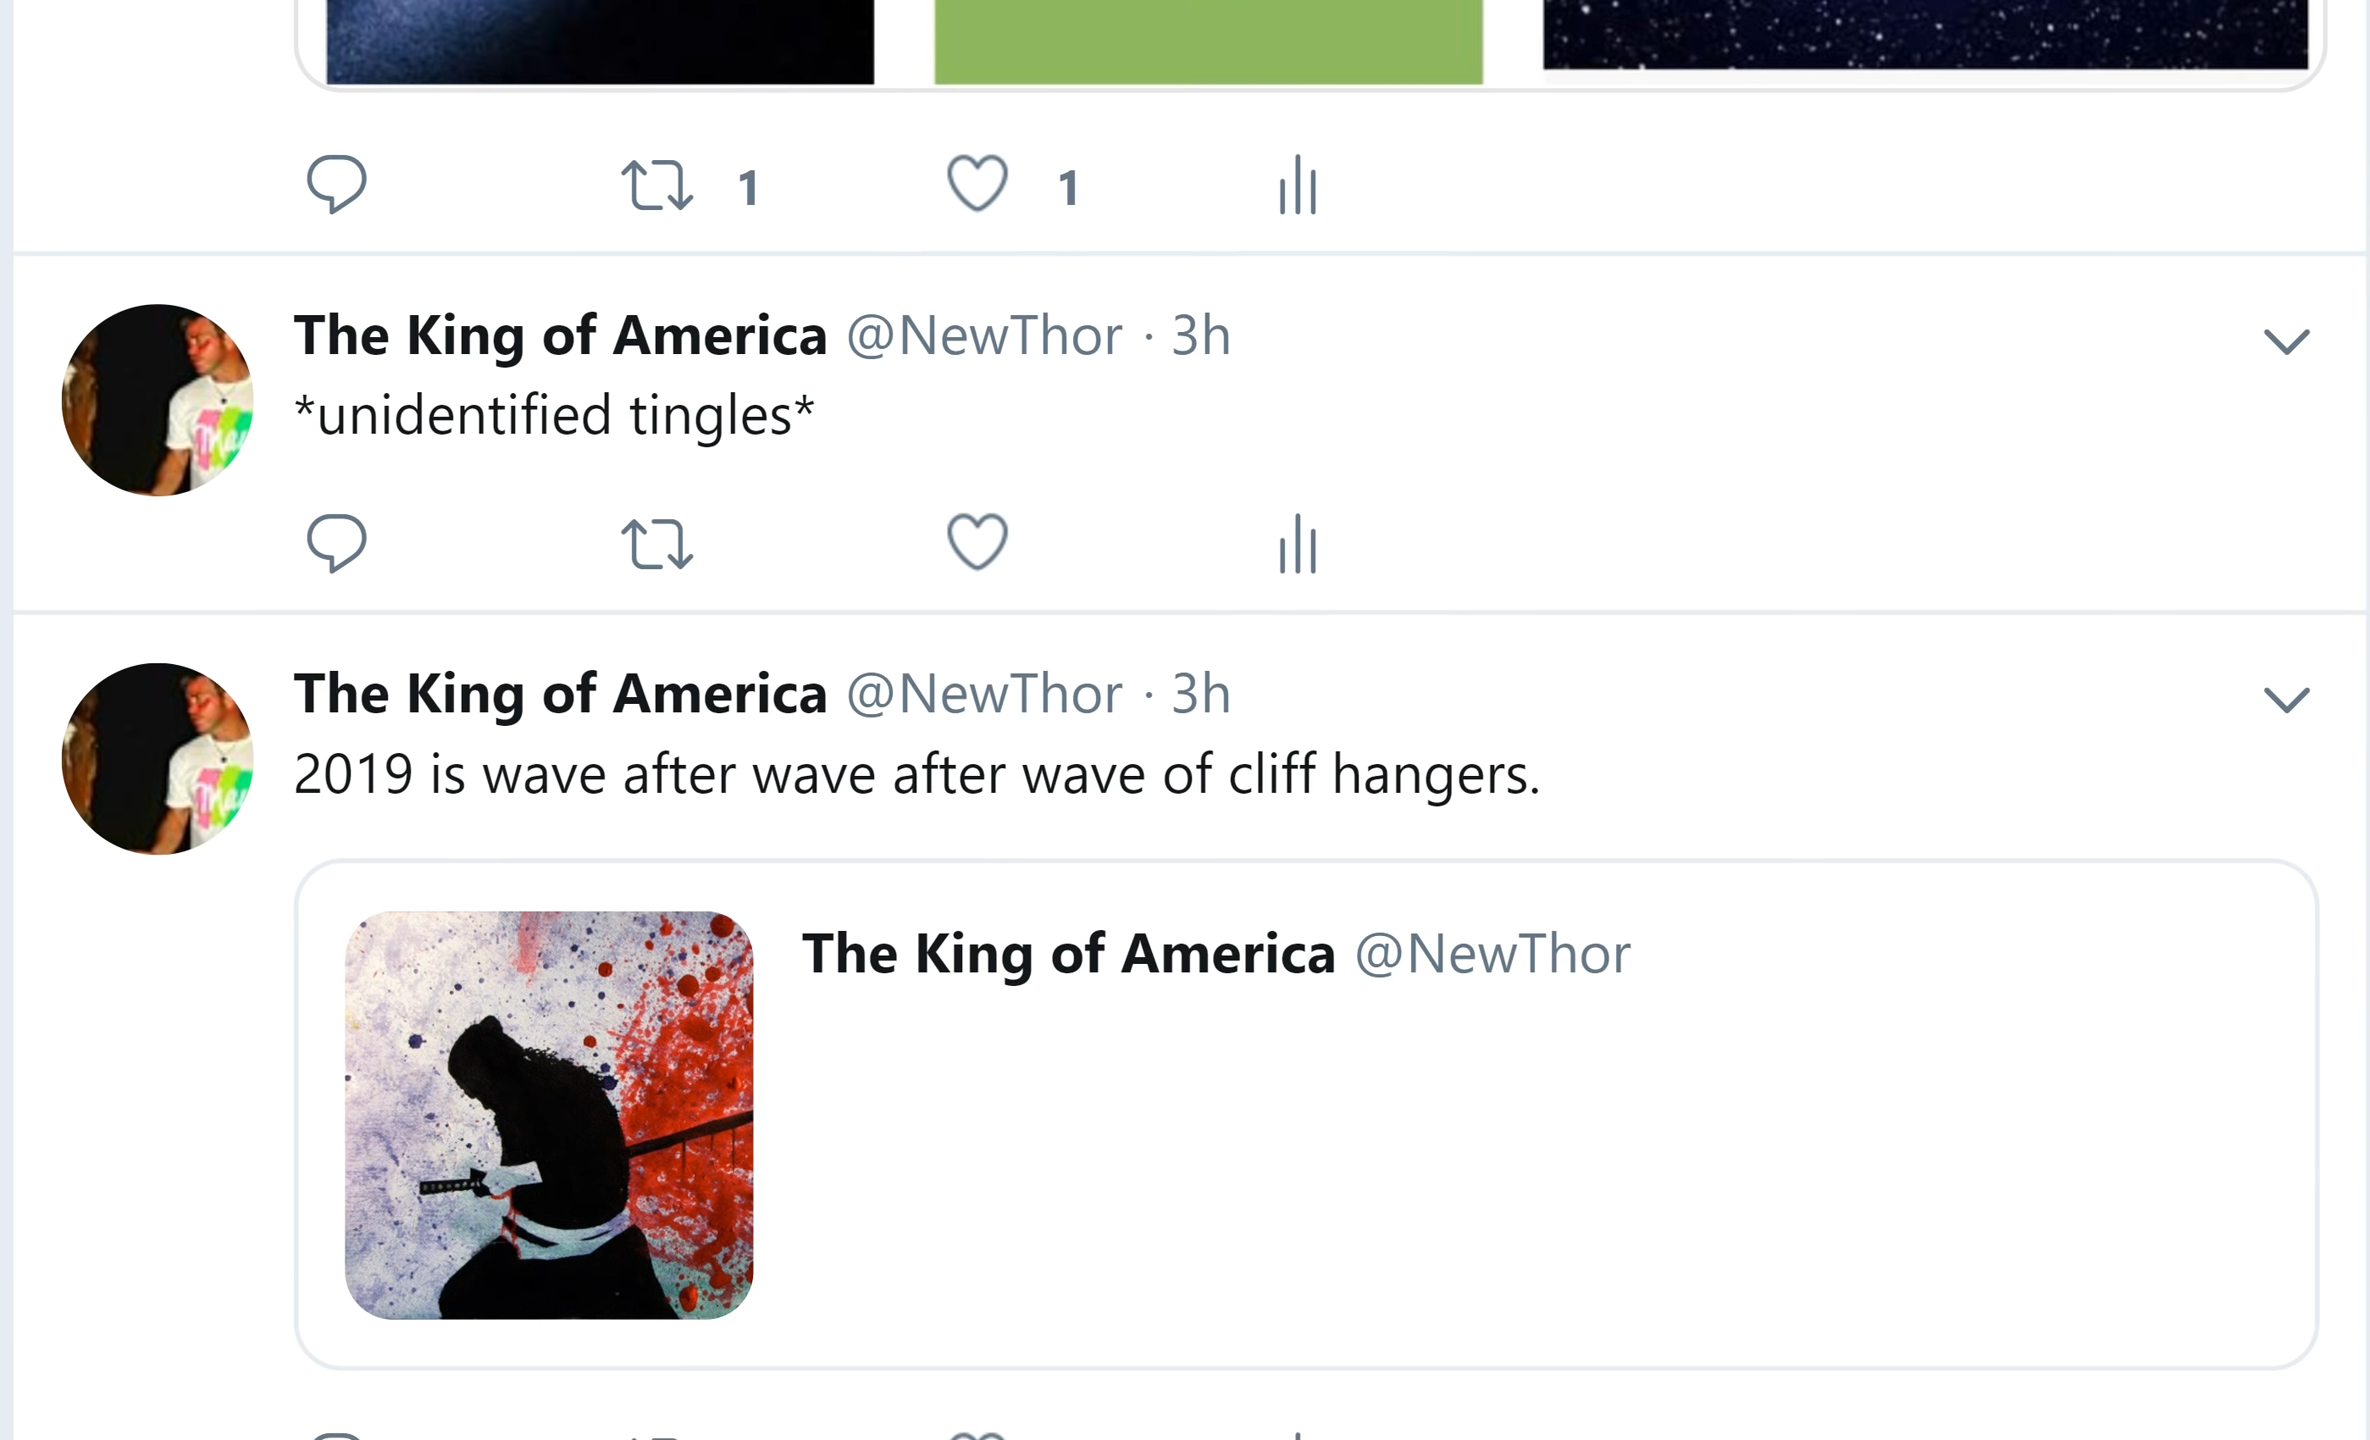 1 1
The King of America @NewThor · 3h
*unidentified tingles*
The King of America @NewThor · 3h
2019 is wave after wave after wave of cliff hangers.
The King of America @NewThor